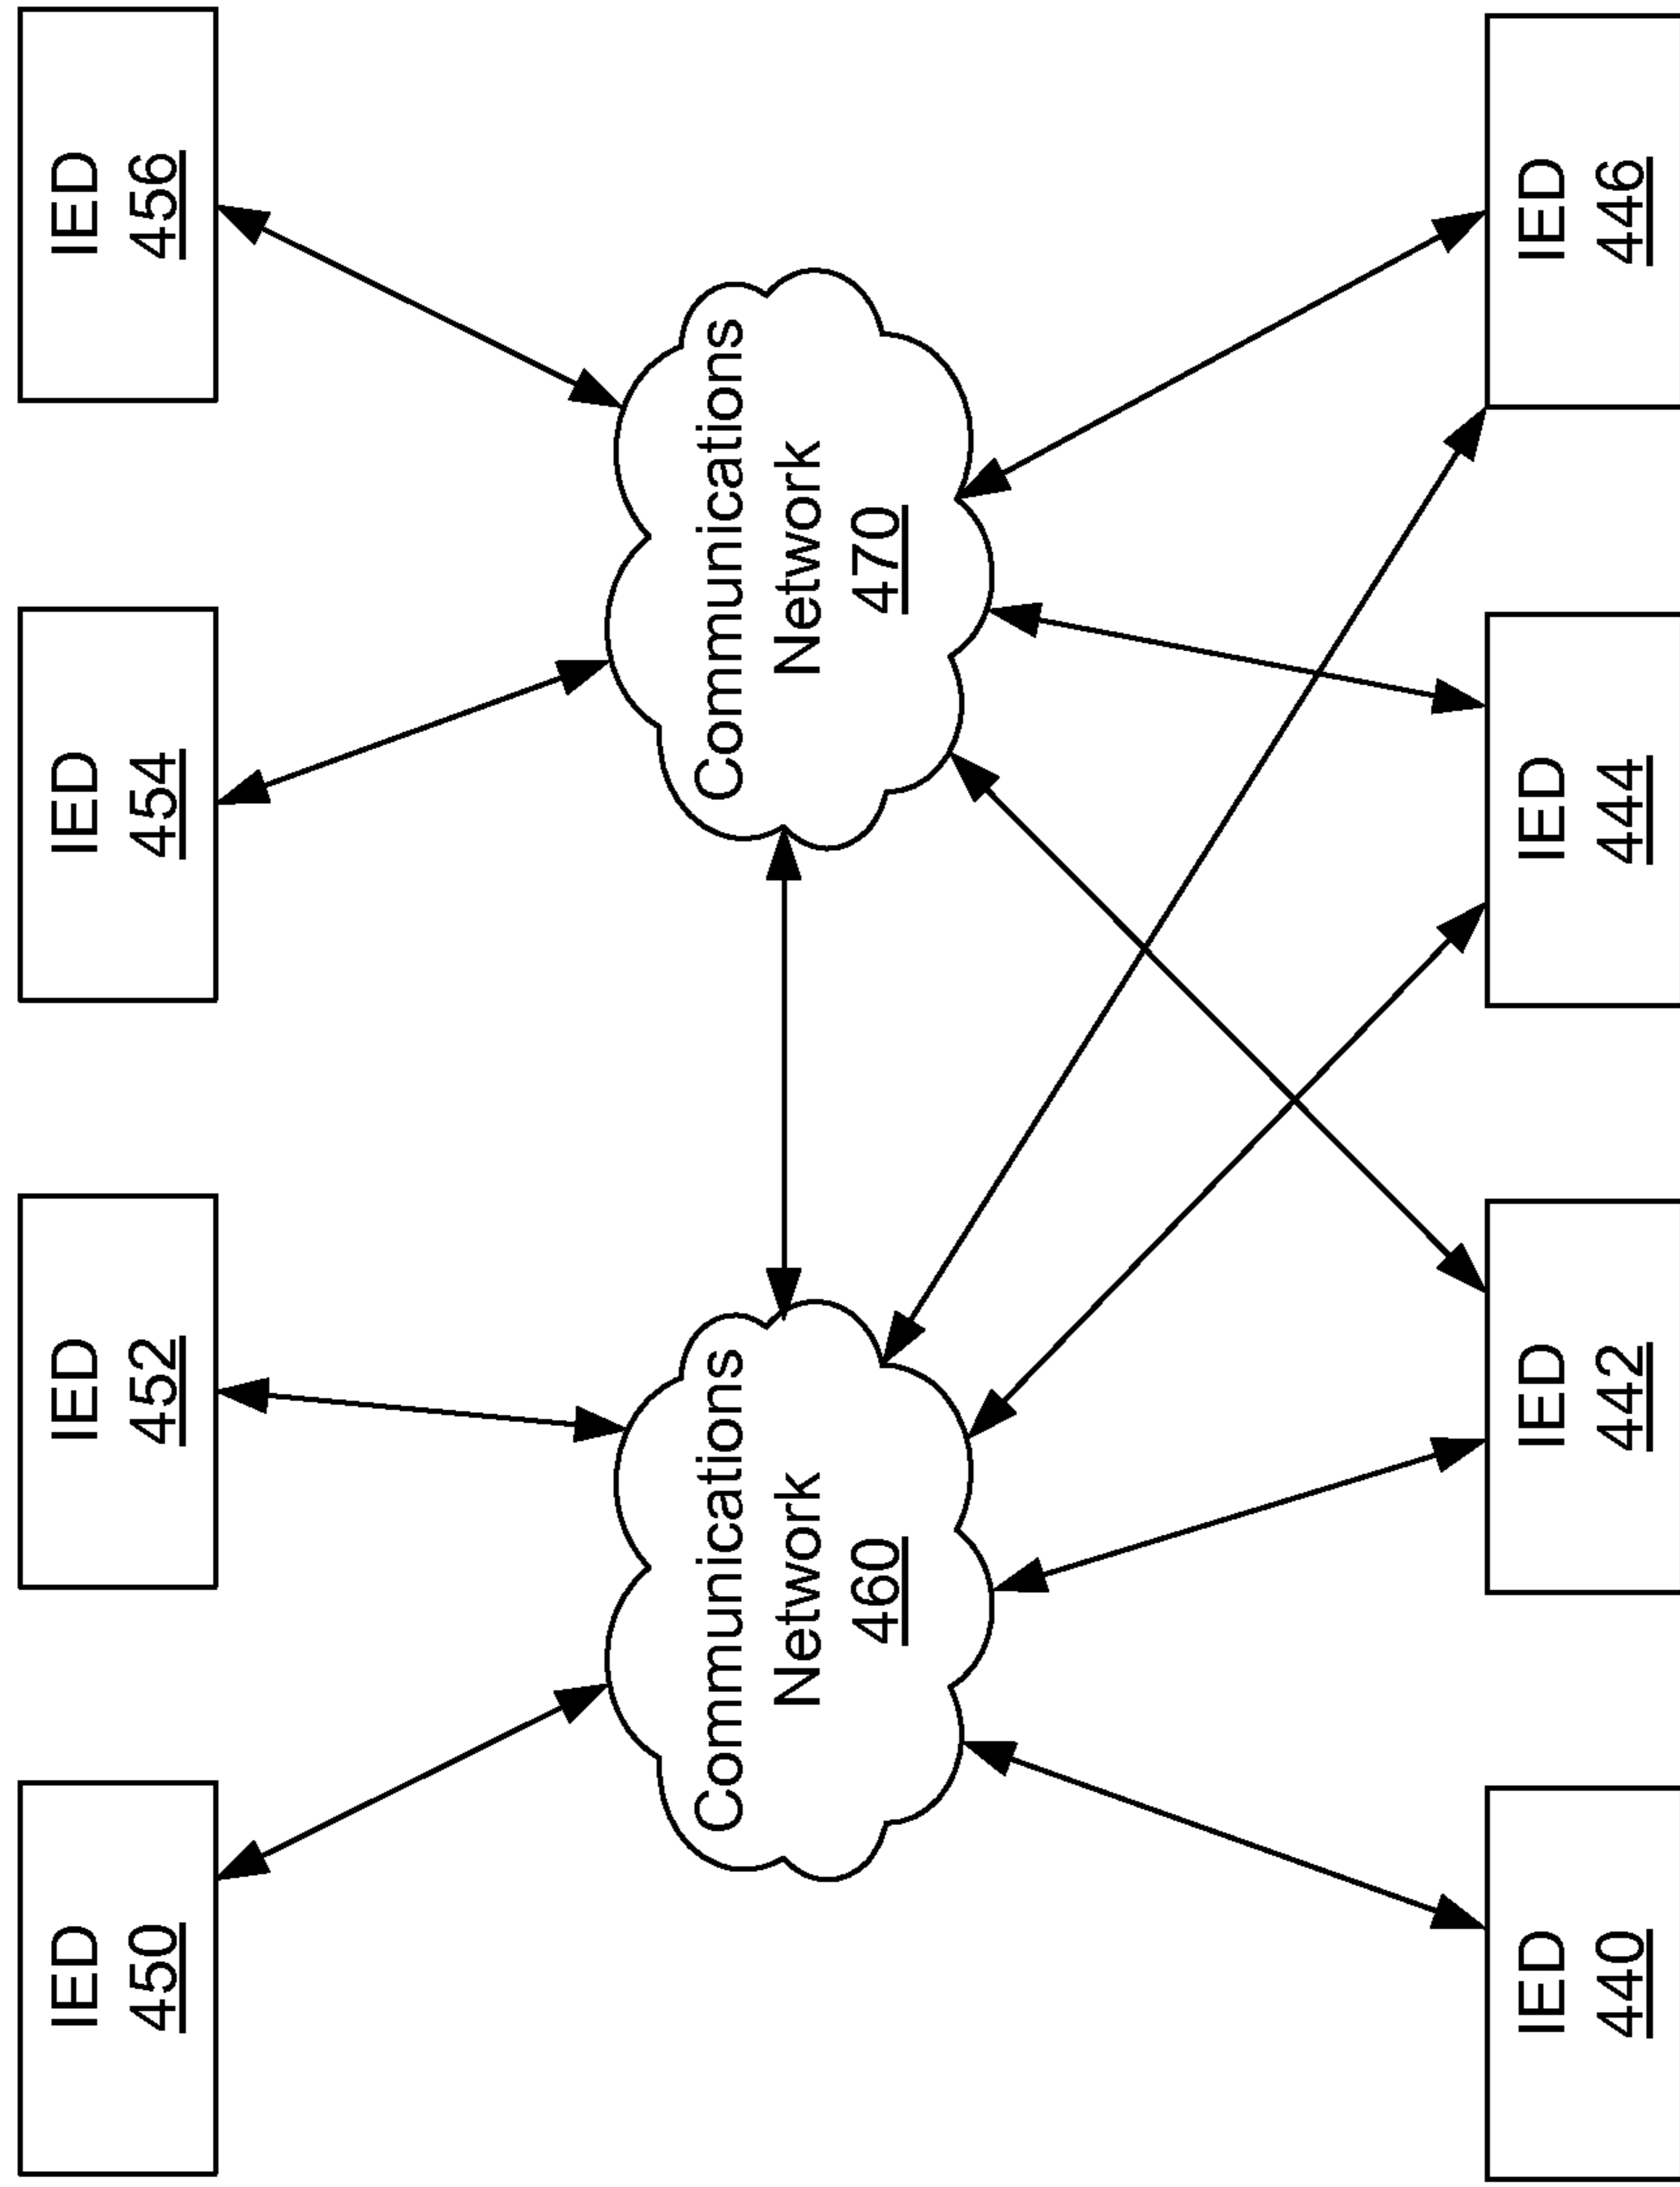 IED
450
IED
452
IED
454
IED
456
Communications
Network
460
Communications
Network
470
IED
440
IED
442
IED
444
IED
446